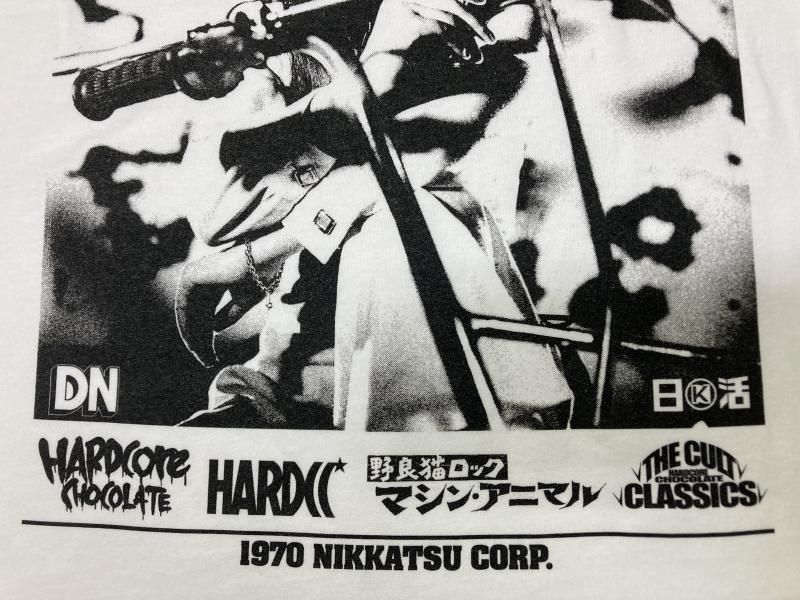 DN
日Ⓚ活
HARDCORE
CHOCOLATE
HARDCC★
野良猫ロック
マシン・アニマル
THE CULT
HARDCORE
CHOCOLATE
CLASSICS
1970 NIKKATSU CORP.